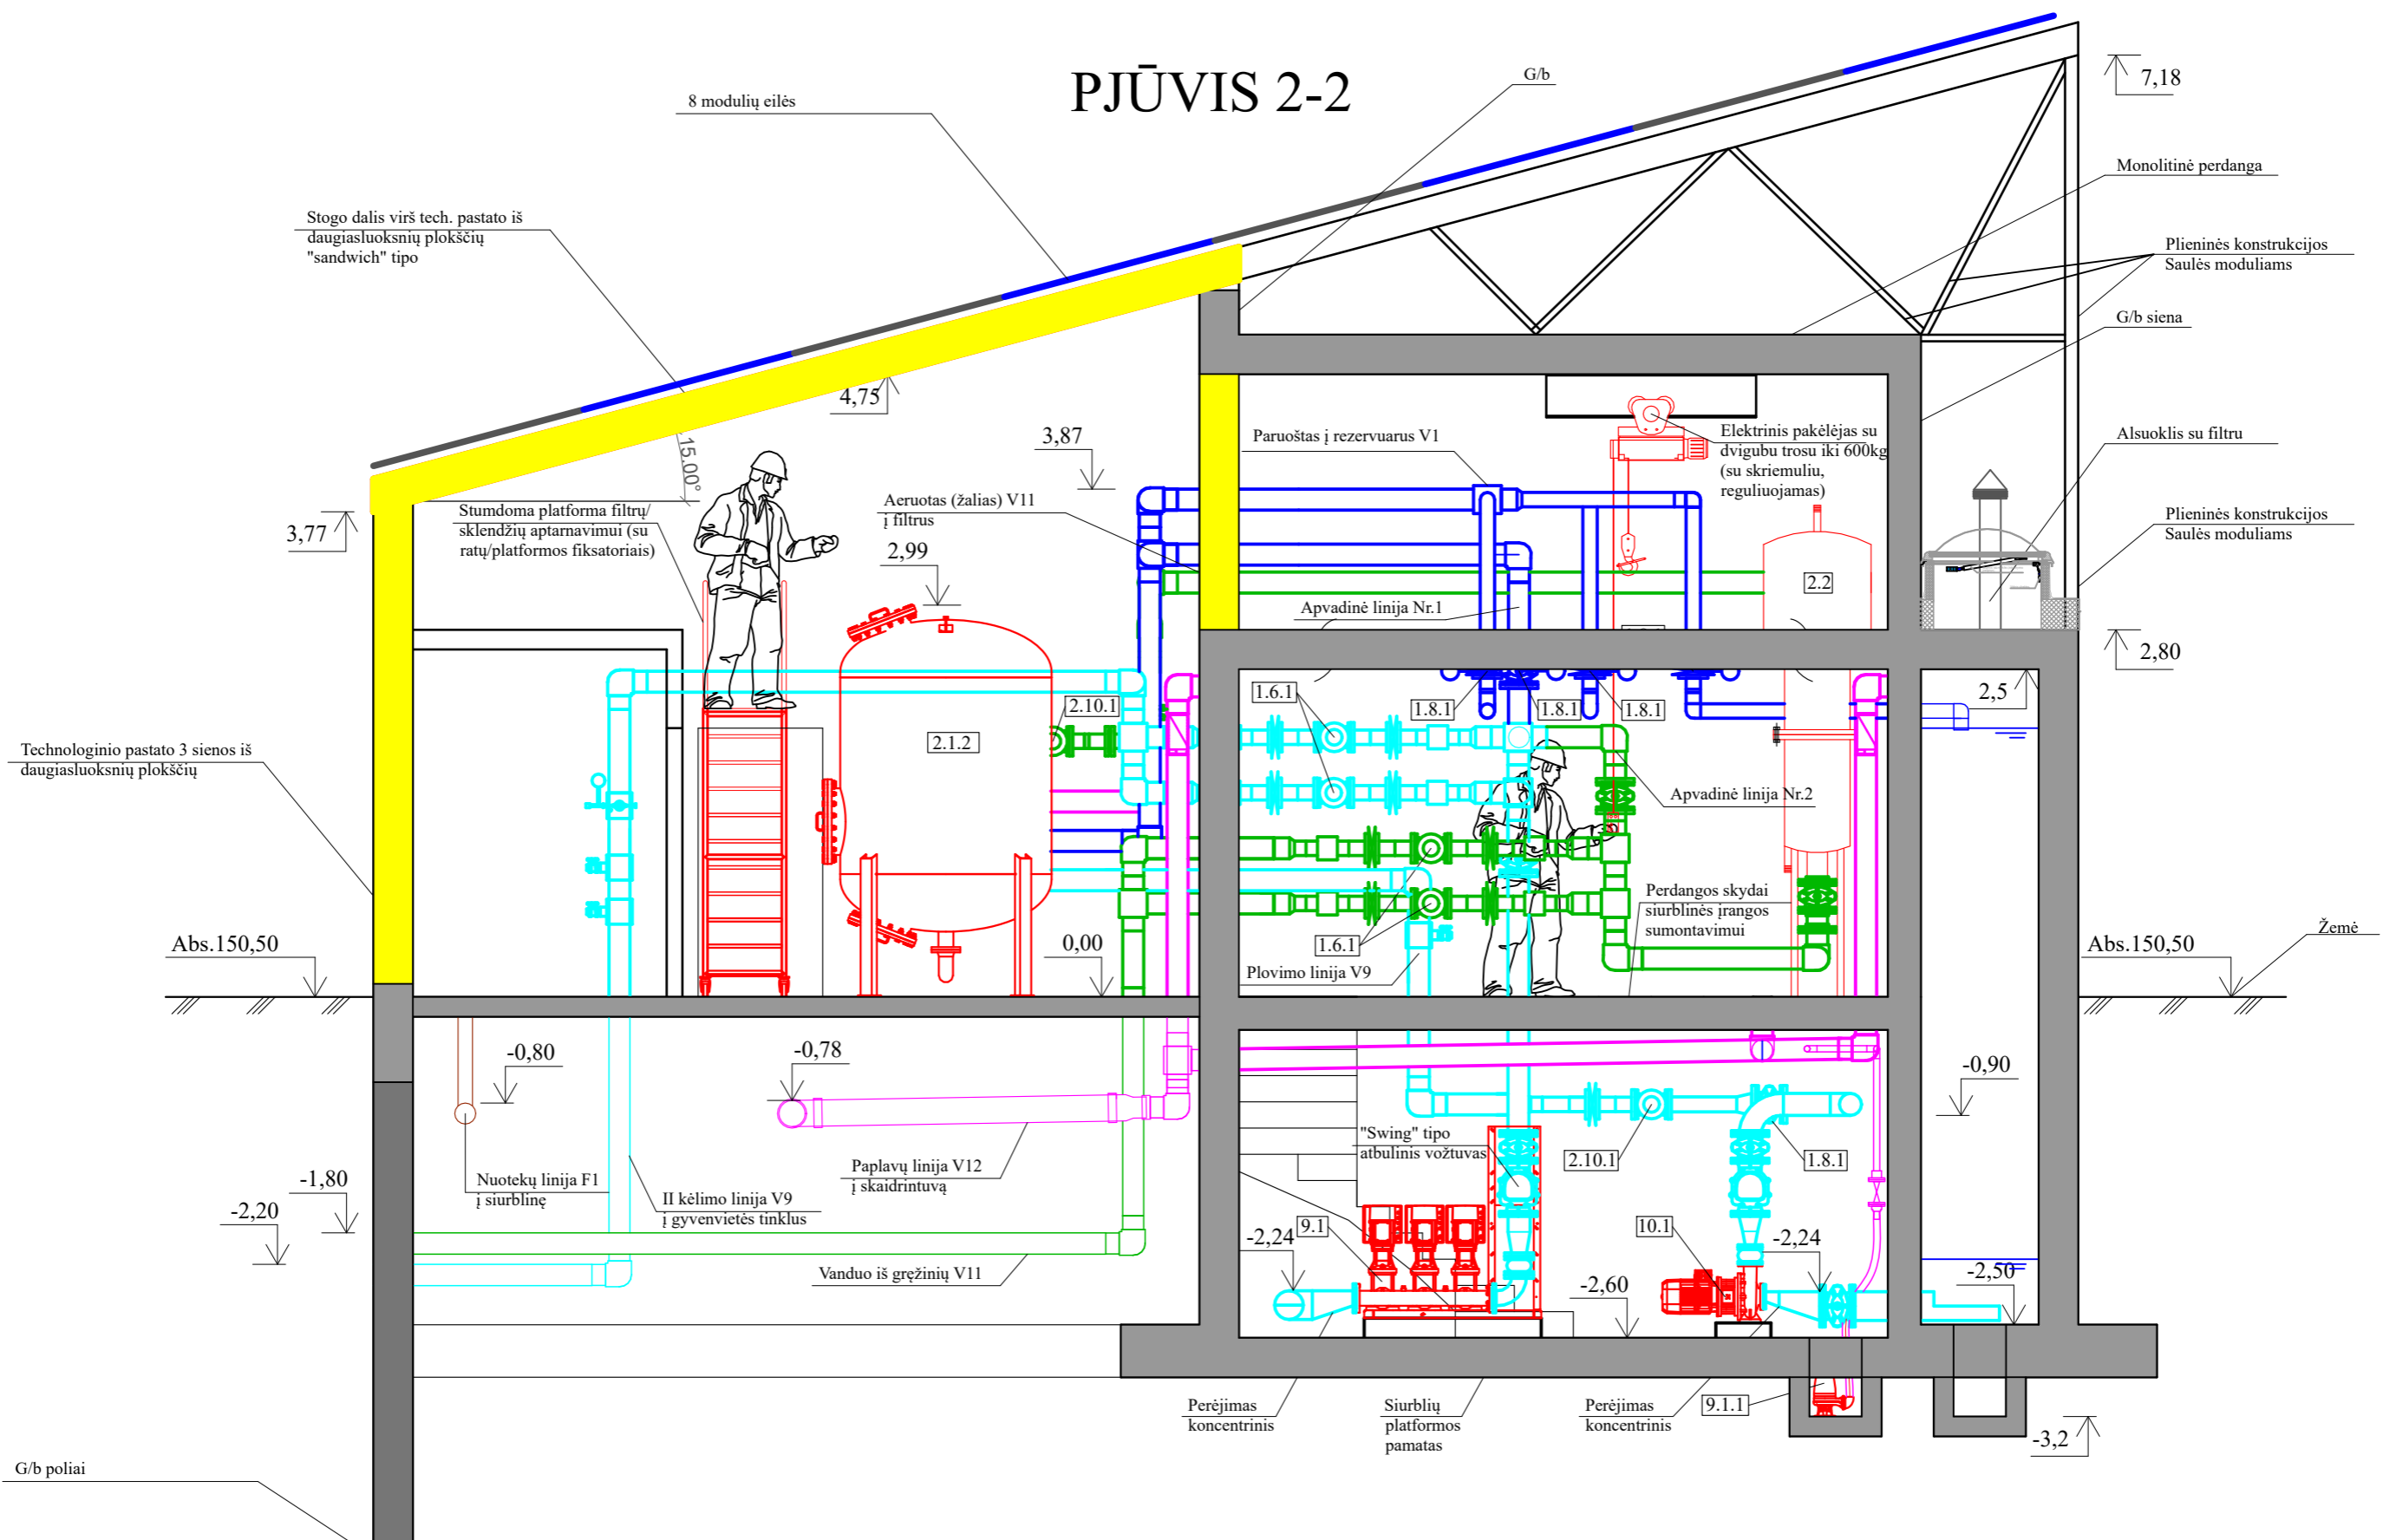 PJŪVIS 2-2
G/b
7,18
8 modulių eilės
Monolitinė perdanga
Stogo dalis virš tech. pastato iš
daugiasluoksnių plokščių
"sandwich" tipo
Plieninės konstrukcijos
Saulės moduliams
G/b siena
4,75
3,87
Paruoštas į rezervuarus V1
Elektrinis pakėlėjas su
dvigubu trosu iki 600kg
(su skriemuliu,
reguliuojamas)
Alsuoklis su filtru
15.00°
Aeruotas (žalias) V11
į filtrus
3,77
Stumdoma platforma filtrų/
sklendžių aptarnavimui (su
ratų/platformos fiksatoriais)
Plieninės konstrukcijos
Saulės moduliams
2,99
2.2
Apvadinė linija Nr.1
2,80
1.6.1
2,5
2.10.1
1.8.1
1.8.1
1.8.1
2.1.2
Technologinio pastato 3 sienos iš
daugiasluoksnių plokščių
Apvadinė linija Nr.2
Perdangos skydai
siurblinės įrangos
sumontavimui
Abs.150,50
0,00
1.6.1
Abs.150,50
Žemė
Plovimo linija V9
-0,80
-0,78
-0,90
"Swing" tipo
atbulinis vožtuvas
2.10.1
1.8.1
Nuotekų linija F1
į siurblinę
Paplavų linija V12
į skaidrintuvą
-1,80
II kėlimo linija V9
į gyvenvietės tinklus
-2,20
-2,24
9.1
10.1
-2,24
Vanduo iš gręžinių V11
-2,60
-2,50
Perėjimas
koncentrinis
Siurblių
platformos
pamatas
Perėjimas
koncentrinis
9.1.1
-3,2
G/b poliai